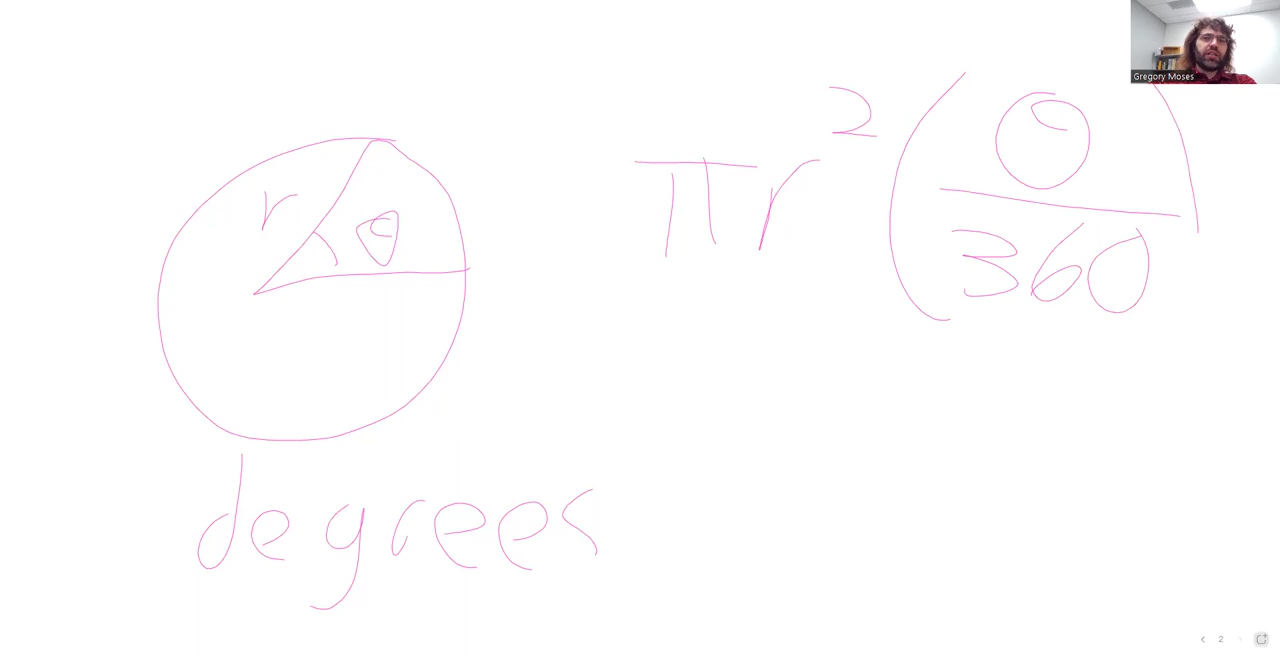 Gregory Moses
πr²(θ/360)
r θ
degrees
2